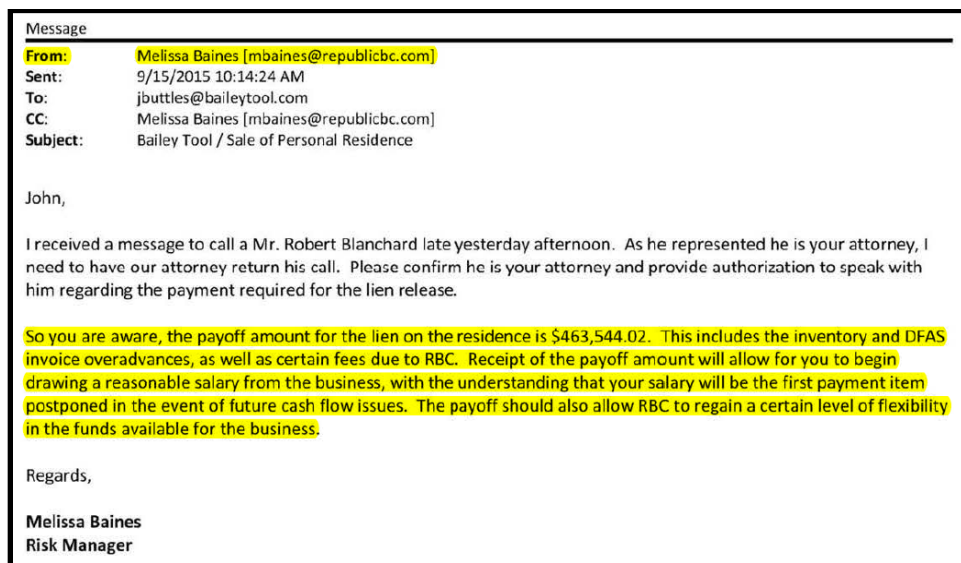 Message
From: Melissa Baines [mbaines@republicbc.com]
Sent: 9/15/2015 10:14:24 AM
To: jbuttles@baileytool.com
CC: Melissa Baines [mbaines@republicbc.com]
Subject: Bailey Tool / Sale of Personal Residence
John,
I received a message to call a Mr. Robert Blanchard late yesterday afternoon. As he represented he is your attorney, I
need to have our attorney return his call. Please confirm he is your attorney and provide authorization to speak with
him regarding the payment required for the lien release.
So you are aware, the payoff amount for the lien on the residence is $463,544.02. This includes the inventory and DFAS
invoice overadvances, as well as certain fees due to RBC. Receipt of the payoff amount will allow for you to begin
drawing a reasonable salary from the business, with the understanding that your salary will be the first payment item
postponed in the event of future cash flow issues. The payoff should also allow RBC to regain a certain level of flexibility
in the funds available for the business.
Regards,
Melissa Baines
Risk Manager